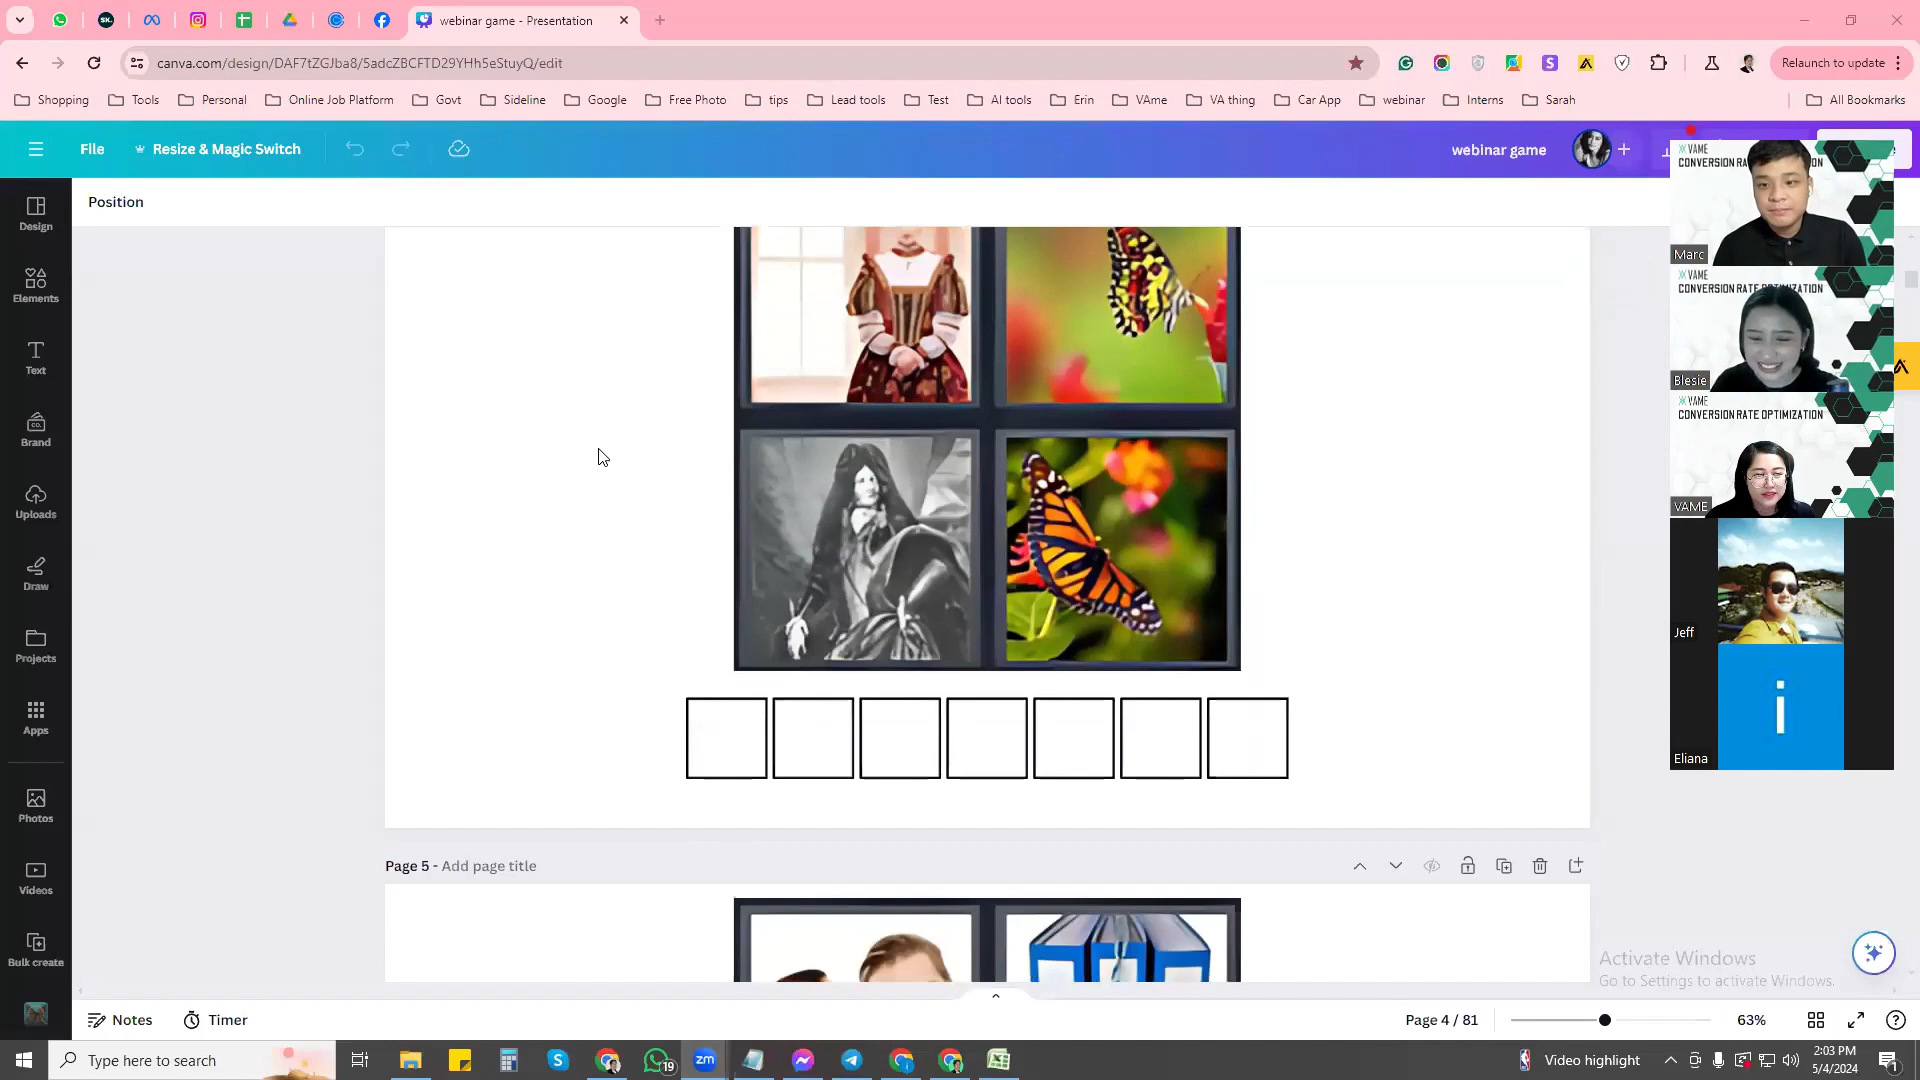 webinar game - Presentation
canva.com/design/DAF7tZGJba8/5adcZBCFTD29YHh5eStuyQ/edit
Relaunch to update
Shopping
Tools
Personal
Online Job Platform
Govt
Sideline
Google
Free Photo
tips
Lead tools
Test
AI tools
Erin
VAme
VA thing
Car App
webinar
Interns
Sarah
All Bookmarks
File
Resize & Magic Switch
webinar game
Position
Design
Elements
Text
Brand
Uploads
Draw
Projects
Apps
Photos
Videos
Bulk create
VAME
Marc
VAME
Blesie
VAME
CONVERSION RATE OPTIMIZATION
VAME
Jeff
i
Eliana
Page 5 - Add page title
Activate Windows
Go to Settings to activate Windows.
Notes
Timer
Page 4 / 81
63%
Type here to search
19
zm
Video highlight
2:03 PM
5/4/2024
1